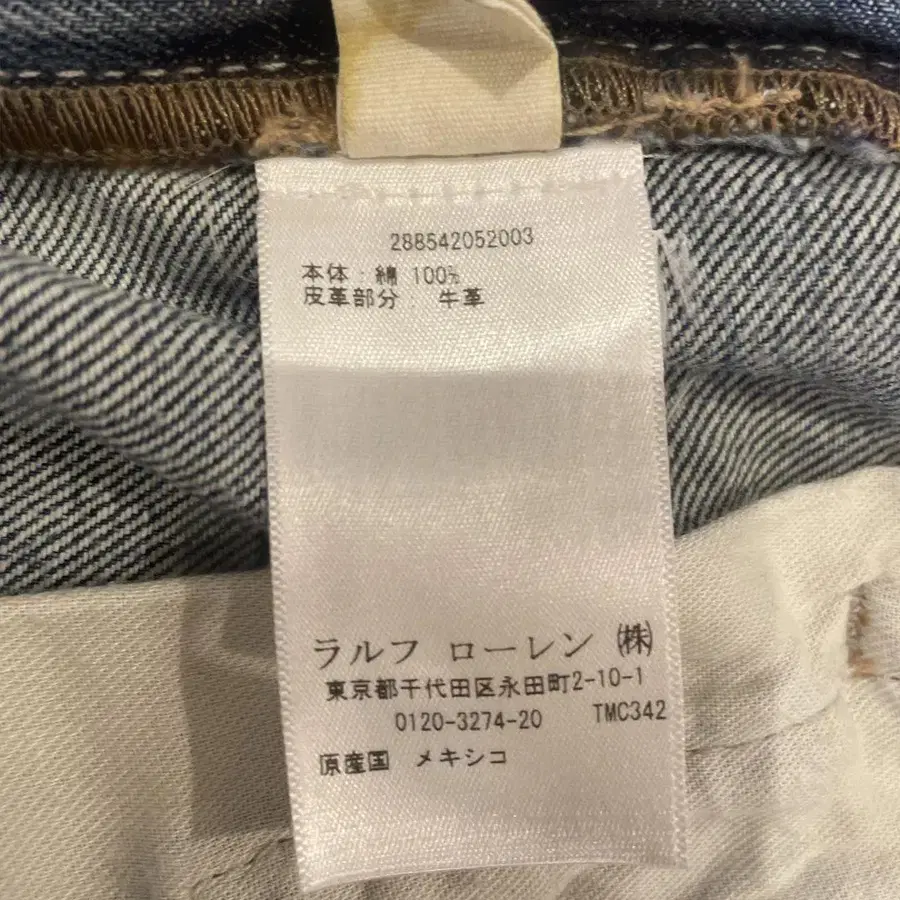 288542052003
本体:綿 100%
皮革部分: 牛革
ラルフ ローレン ㈱
東京都千代田区永田町2-10-1
0120-3274-20 TMC342
原産国 メキシコ